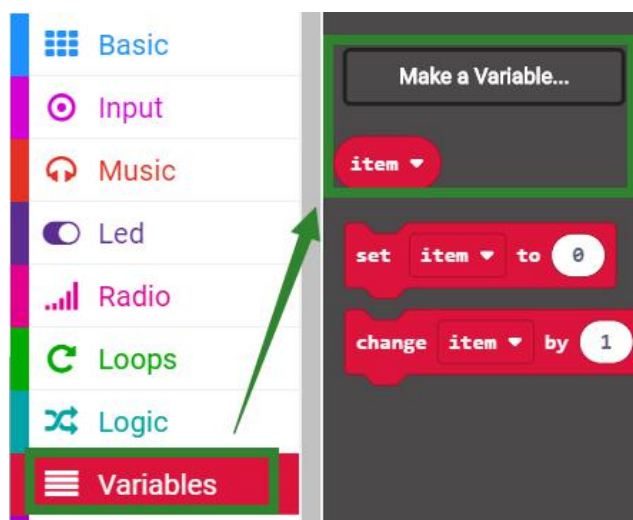 Basic
Input
Music
Led
Radio
Loops
Logic
Variables
Make a Variable...
item
set item to 0
change item by 1